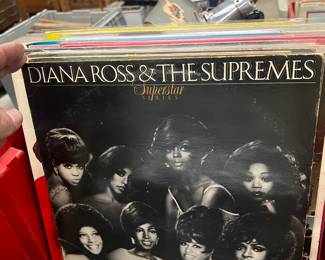 DIANA ROSS & THE SUPREMES
Superstar
SERIES